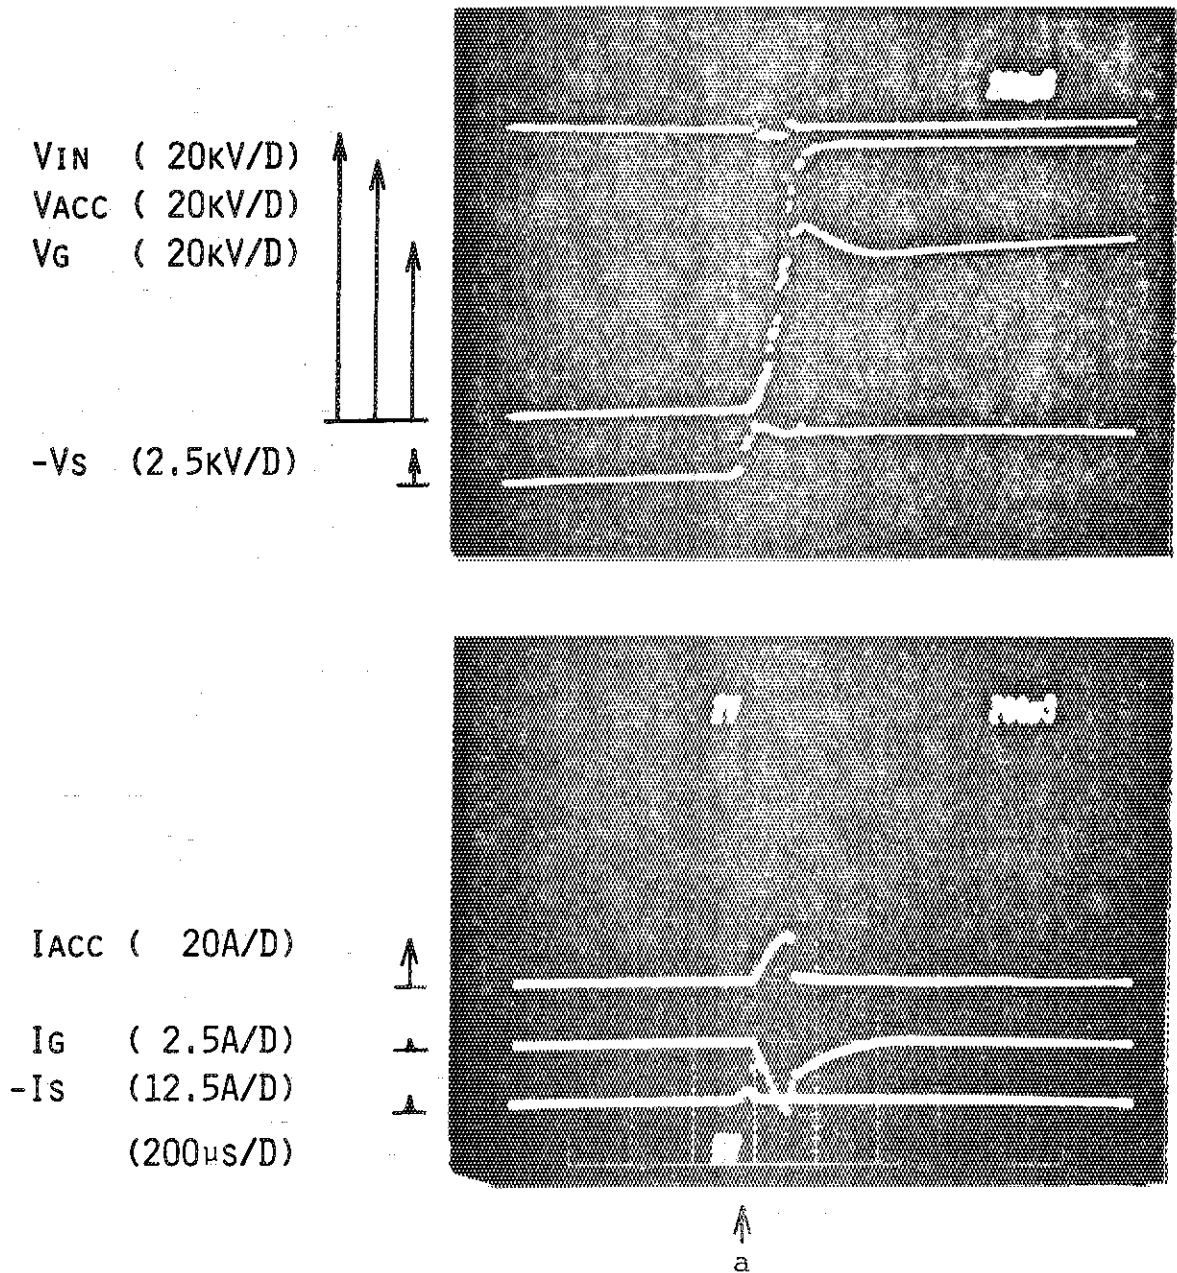 VIN ( 20KV/D)
VACC ( 20KV/D)
VG ( 20KV/D)
-VS (2.5KV/D)
IACC ( 20A/D)
IG ( 2.5A/D)
-IS (12.5A/D)
(200μs/D)
a